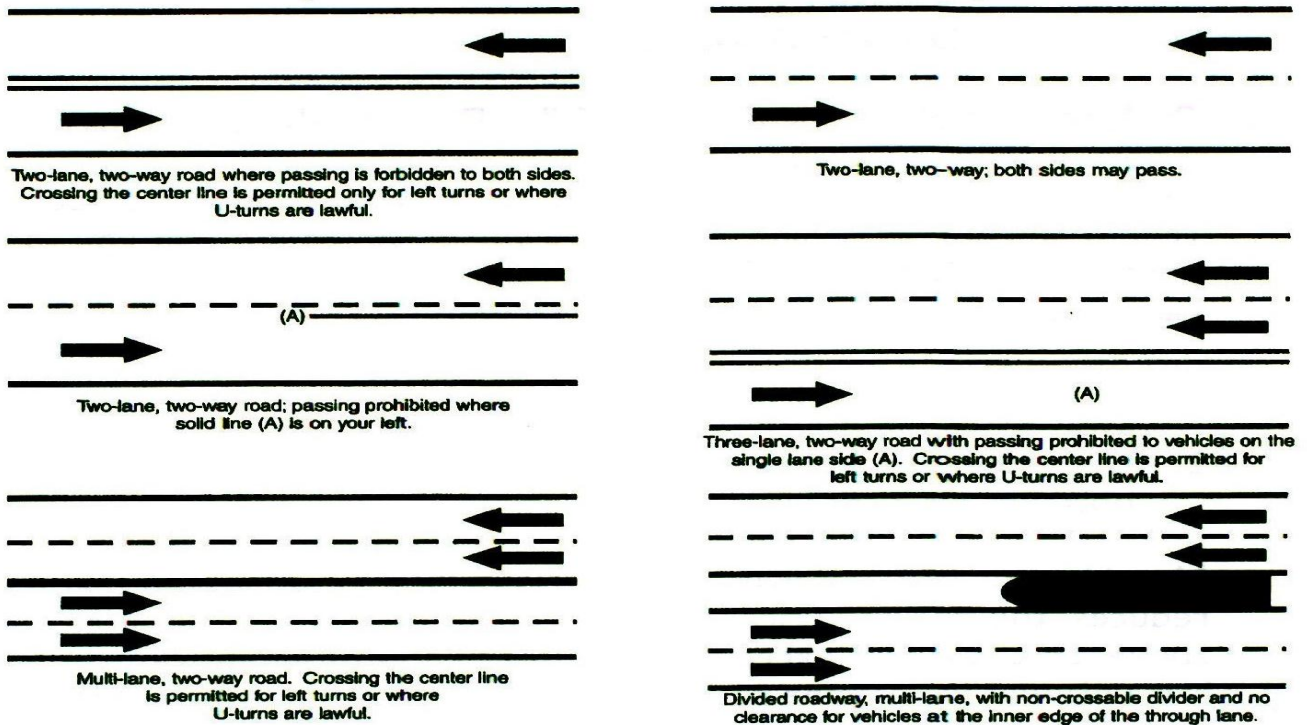 Two-lane, two-way road where passing is forbidden to both sides.
Crossing the center line is permitted only for left turns or where
U-turns are lawful.
Two-lane, two-way; both sides may pass.
(A)
Two-lane, two-way road; passing prohibited where
solid line (A) is on your left.
(A)
Three-lane, two-way road with passing prohibited to vehicles on the
single lane side (A). Crossing the center line is permitted for
left turns or where U-turns are lawful.
Multi-lane, two-way road. Crossing the center line
is permitted for left turns or where
U-turns are lawful.
Divided roadway, multi-lane, with non-crossable divider and no
clearance for vehicles at the inner edge of the through lane.